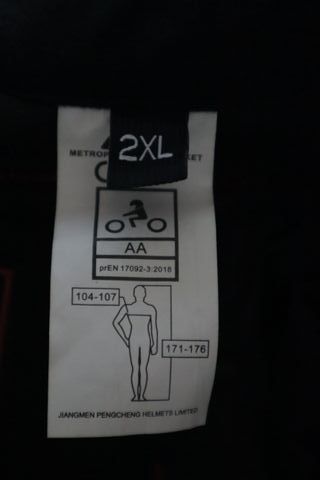 2XL
METROP KET
AA
prEN 17092-3:2018
104-107
171-176
JIANGMEN PENGCHENG HELMETS LIMITED